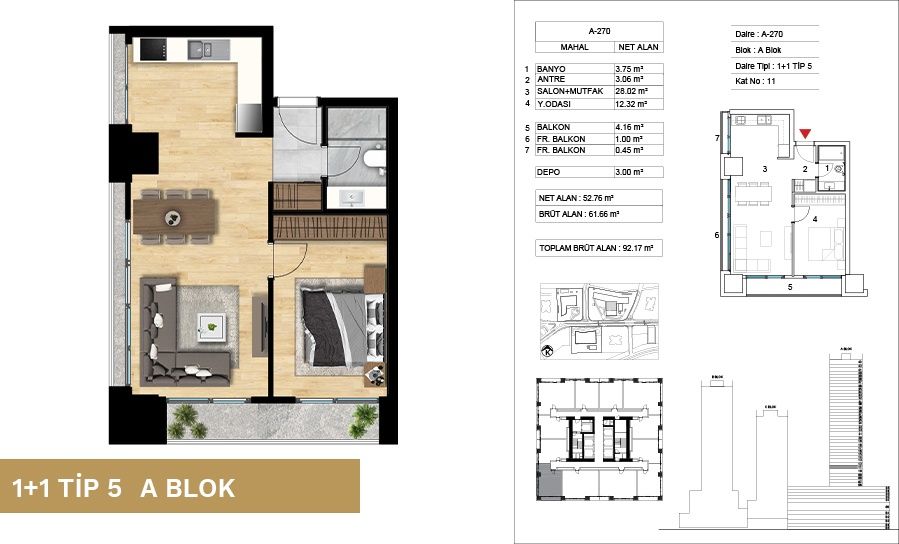 1+1 TİP 5 A BLOK
A-270
MAHAL NET ALAN
1 BANYO 3.75 m²
2 ANTRE 3.06 m²
3 SALON+MUTFAK 28.02 m²
4 Y.ODASI 12.32 m²
5 BALKON 4.16 m²
6 FR. BALKON 1.00 m²
7 FR. BALKON 0.45 m²
DEPO 3.00 m²
NET ALAN : 52.76 m²
BRÜT ALAN : 61.66 m²
TOPLAM BRÜT ALAN : 92.17 m²
Daire : A-270
Blok : A Blok
Daire Tipi : 1+1 TİP 5
Kat No : 11
7
3
2
1
4
6
5
K
A BLOK
B BLOK
C BLOK